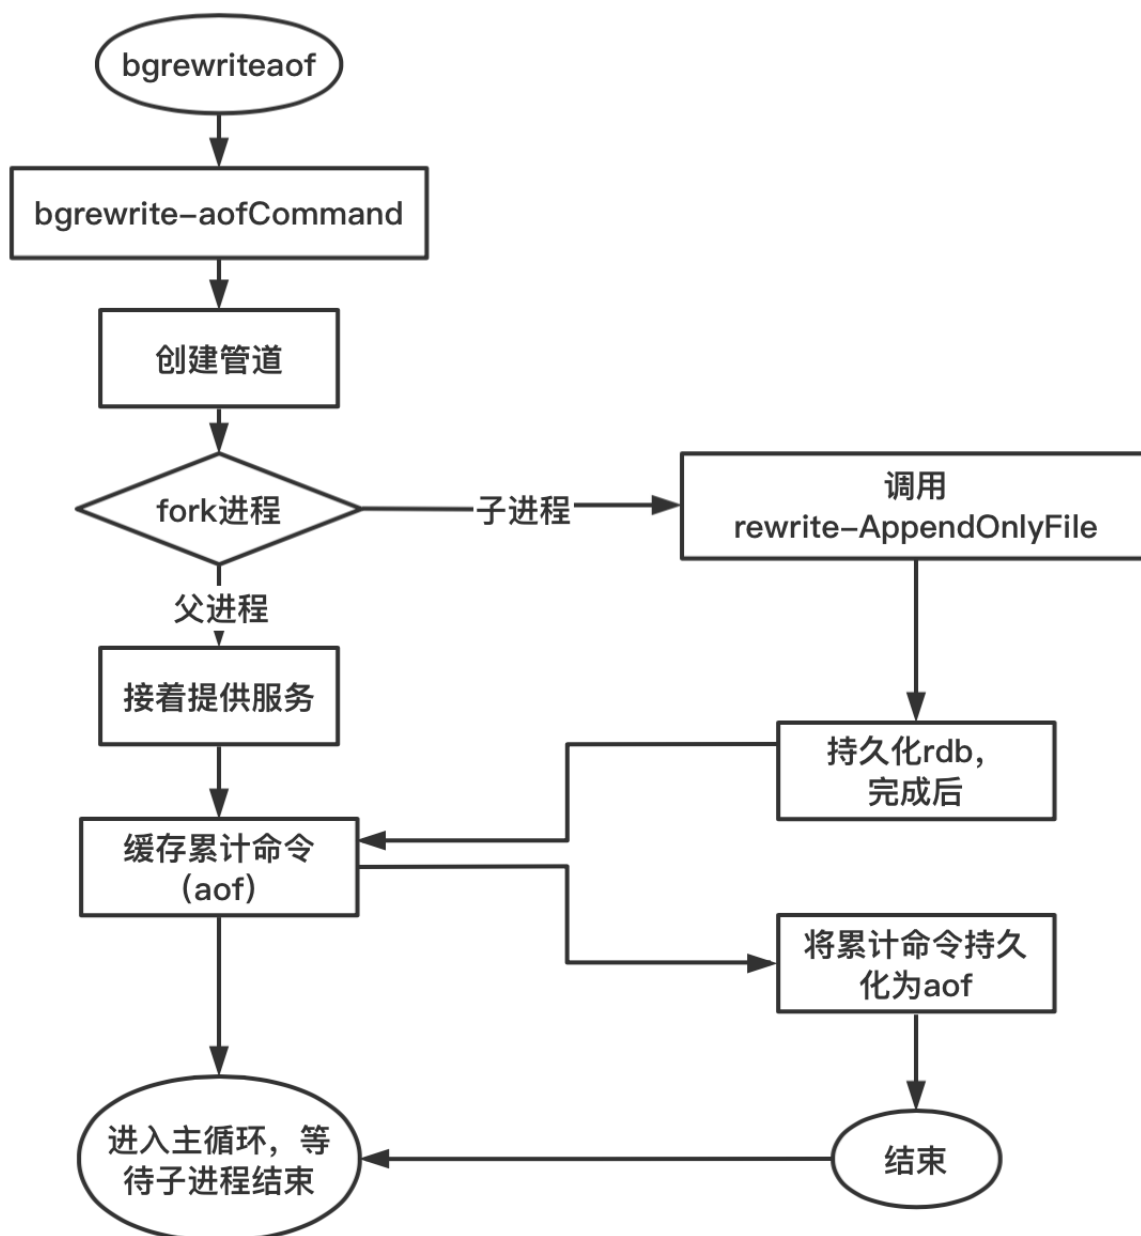 bgrewriteaof
bgrewrite-aofCommand
创建管道
fork进程
子进程
调用
rewrite-AppendOnlyFile
父进程
接着提供服务
持久化rdb，
完成后
缓存累计命令
（aof）
将累计命令持久
化为aof
进入主循环，等
待子进程结束
结束